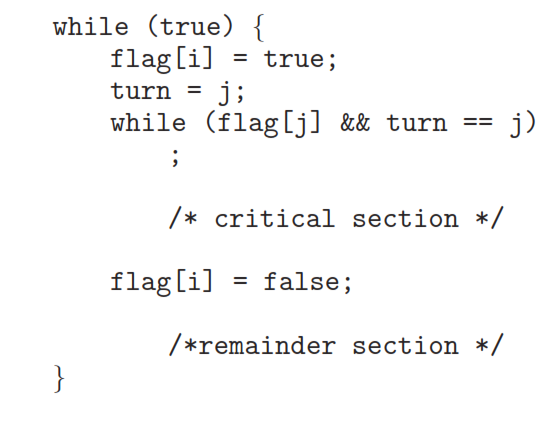 while (true) {
flag[i] = true;
turn = j;
while (flag[j] && turn == j)
;
/* critical section */
flag[i] = false;
/*remainder section */
}